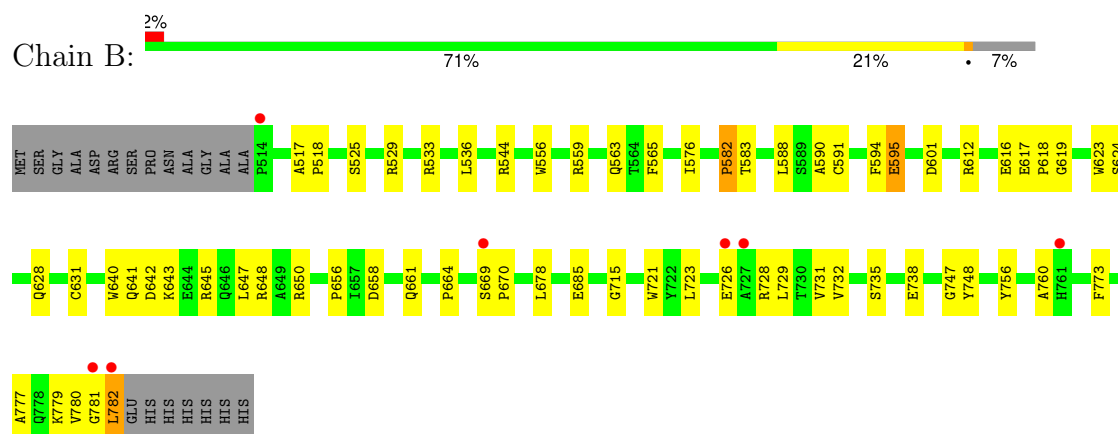 2%
Chain B:
71% 21% • 7%
MET SER GLY ALA ASP ARG SER PRO ASN ALA GLY ALA ALA P514 A517 P518 S525 R529 R533 L536 R544 W556 R559 Q563 T564 F565 I576 P582 T583 L588 S589 A590 C591 F594 E595 D601 R612 E616 E617 P618 G619 W623 S624
Q628 C631 W640 Q641 D642 K643 E644 R645 Q646 L647 R648 A649 R650 P656 I657 D658 Q661 P664 S669 P670 L678 E685 G715 W721 Y722 L723 E726 A727 R728 L729 T730 V731 V732 S735 E738 G747 Y748 Y756 A760 H761 F773
A777 Q778 K779 V780 G781 L782 GLU HIS HIS HIS HIS HIS HIS